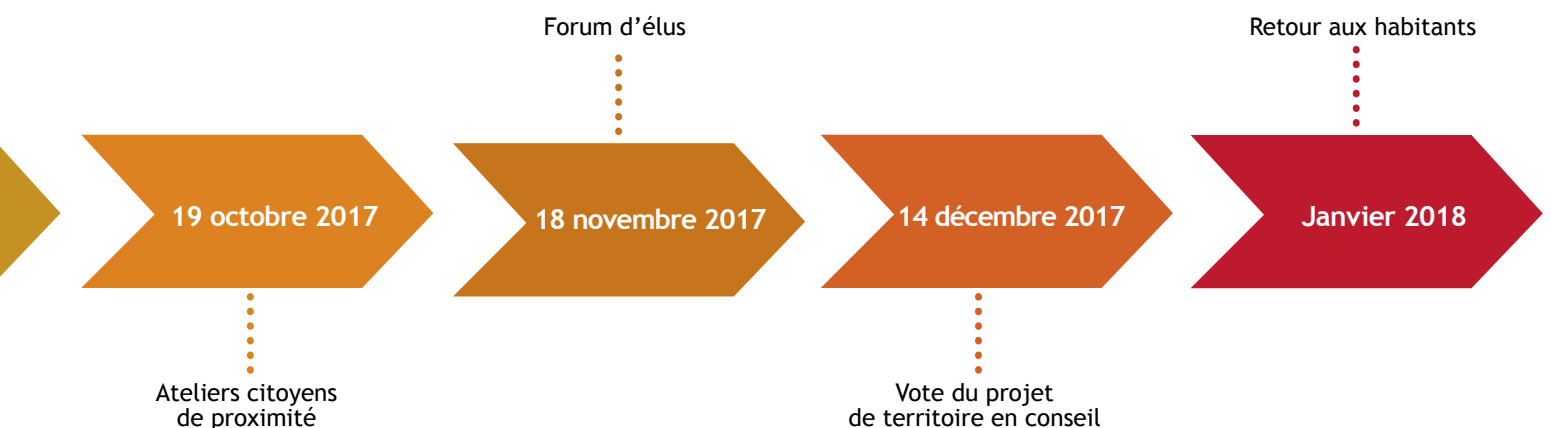 Forum d’élus
Retour aux habitants
19 octobre 2017
18 novembre 2017
14 décembre 2017
Janvier 2018
Ateliers citoyens
de proximité
Vote du projet
de territoire en conseil